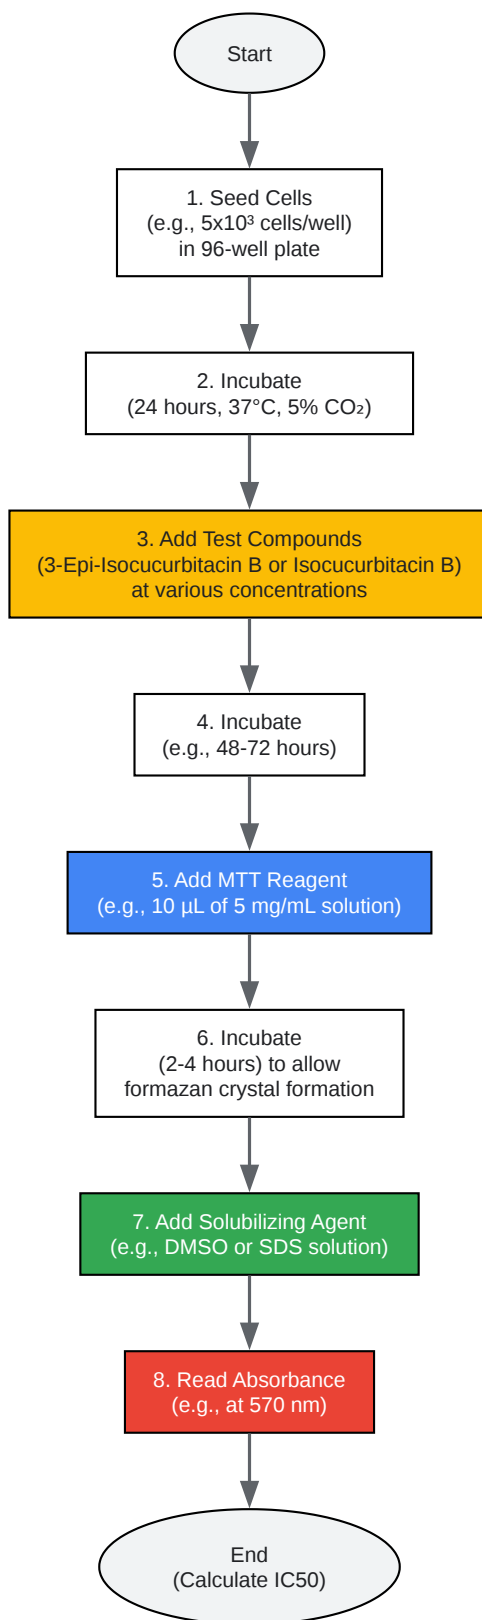 Start
1. Seed Cells
(e.g., 5x10³ cells/well)
in 96-well plate
2. Incubate
(24 hours, 37°C, 5% CO₂)
3. Add Test Compounds
(3-Epi-Isocucurbitacin B or Isocucurbitacin B)
at various concentrations
4. Incubate
(e.g., 48-72 hours)
5. Add MTT Reagent
(e.g., 10 µL of 5 mg/mL solution)
6. Incubate
(2-4 hours) to allow
formazan crystal formation
7. Add Solubilizing Agent
(e.g., DMSO or SDS solution)
8. Read Absorbance
(e.g., at 570 nm)
End
(Calculate IC50)